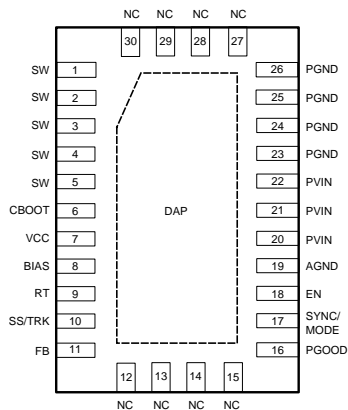 NC NC NC NC
30 29 28 27
SW 1 26 PGND
SW 2 25 PGND
SW 3 24 PGND
SW 4 23 PGND
SW 5 22 PVIN
CBOOT 6 DAP 21 PVIN
VCC 7 20 PVIN
BIAS 8 19 AGND
RT 9 18 EN
SS/TRK 10 17 SYNC/
MODE
FB 11 16 PGOOD
12 13 14 15
NC NC NC NC